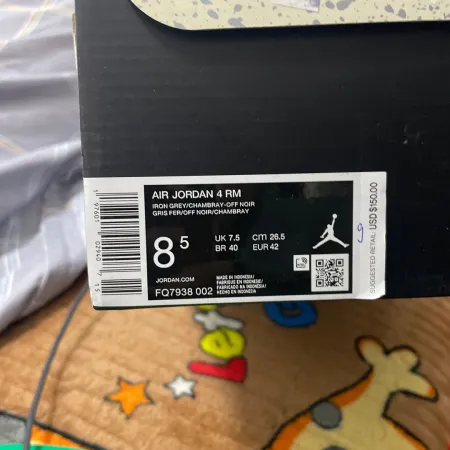 AIR JORDAN 4 RM
IRON GREY/CHAMBRAY-OFF NOIR
GRIS FER/OFF NOIR/CHAMBRAY
8 5
UK 7.5 cm 26.5
BR 40 EUR 42
JORDAN.COM
FQ7938 002
MADE IN INDONESIA/
FABRIQUÉ EN INDONESIE/
FABRICADO NA INDONESIA/
HECHO EN INDONESIA
SUGGESTED RETAIL USD $150.00